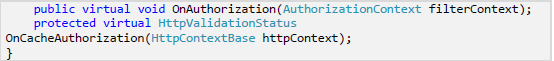 public virtual void OnAuthorization(AuthorizationContext filterContext);
protected virtual HttpValidationStatus
OnCacheAuthorization(HttpContextBase httpContext);
}